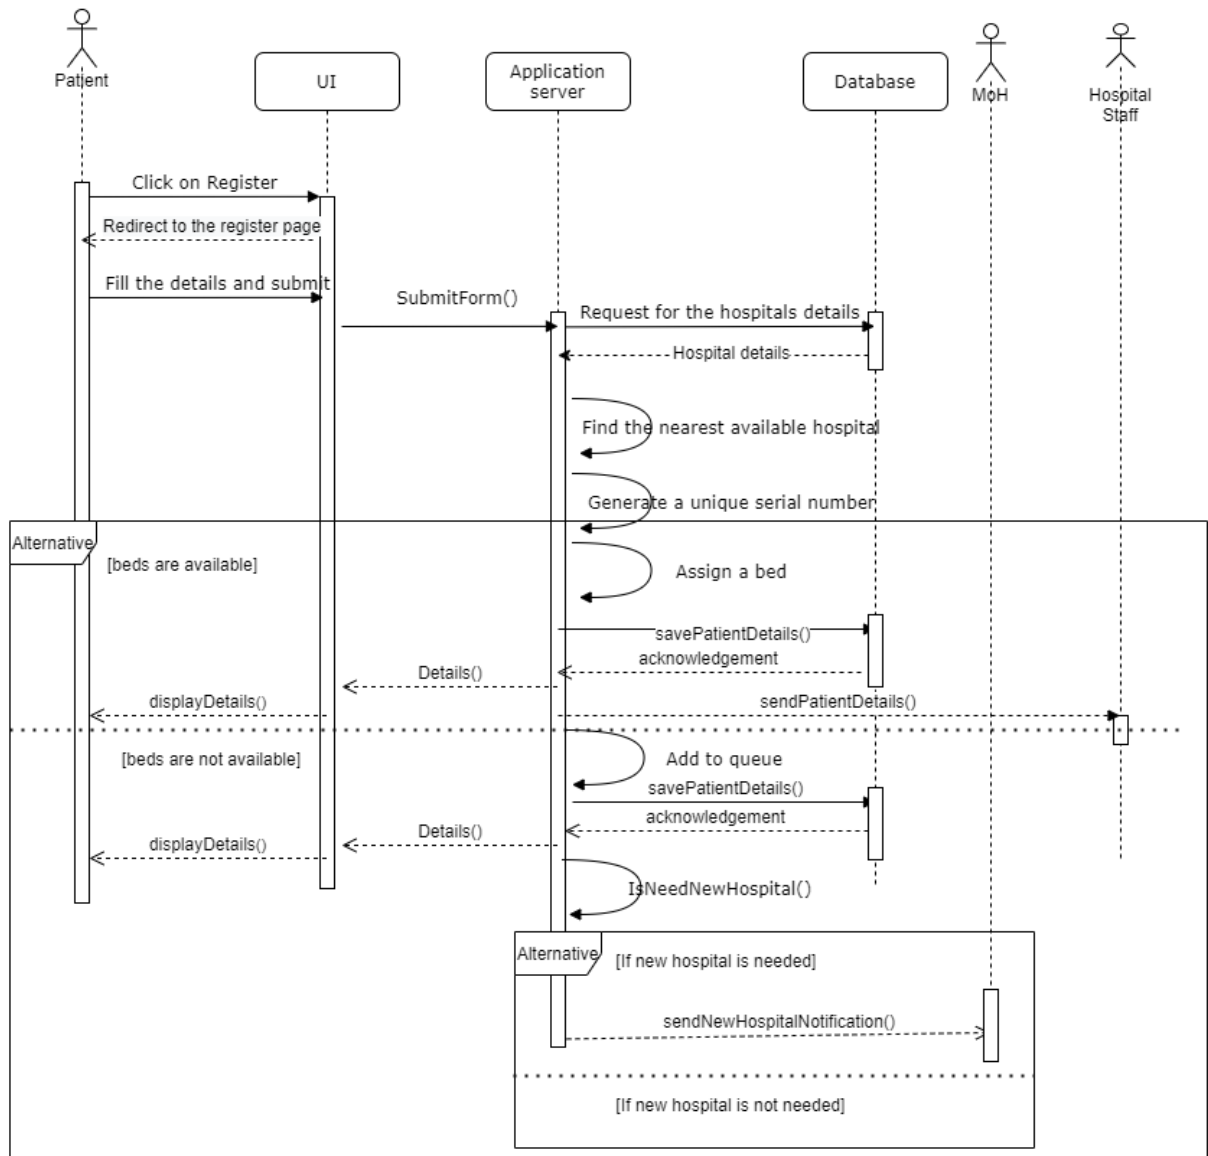 Patient
UI
Application
server
Database
MoH
Hospital
Staff
Click on Register
Redirect to the register page
Fill the details and submit
SubmitForm()
Request for the hospitals details
Hospital details
Find the nearest available hospital
Generate a unique serial number
Alternative
[beds are available]
Assign a bed
savePatientDetails()
acknowledgement
Details()
displayDetails()
sendPatientDetails()
[beds are not available]
Add to queue
savePatientDetails()
acknowledgement
Details()
displayDetails()
IsNeedNewHospital()
Alternative
[If new hospital is needed]
sendNewHospitalNotification()
[If new hospital is not needed]